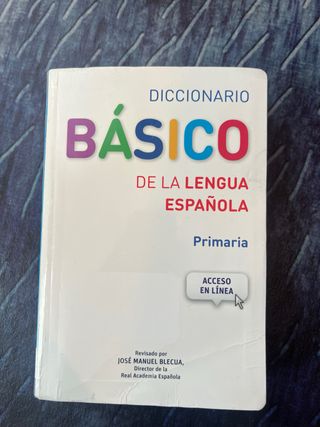 DICCIONARIO
BÁSICO
DE LA LENGUA
ESPAÑOLA
Primaria
ACCESO
EN LÍNEA
Revisado por
JOSÉ MANUEL BLECUA,
Director de la
Real Academia Española